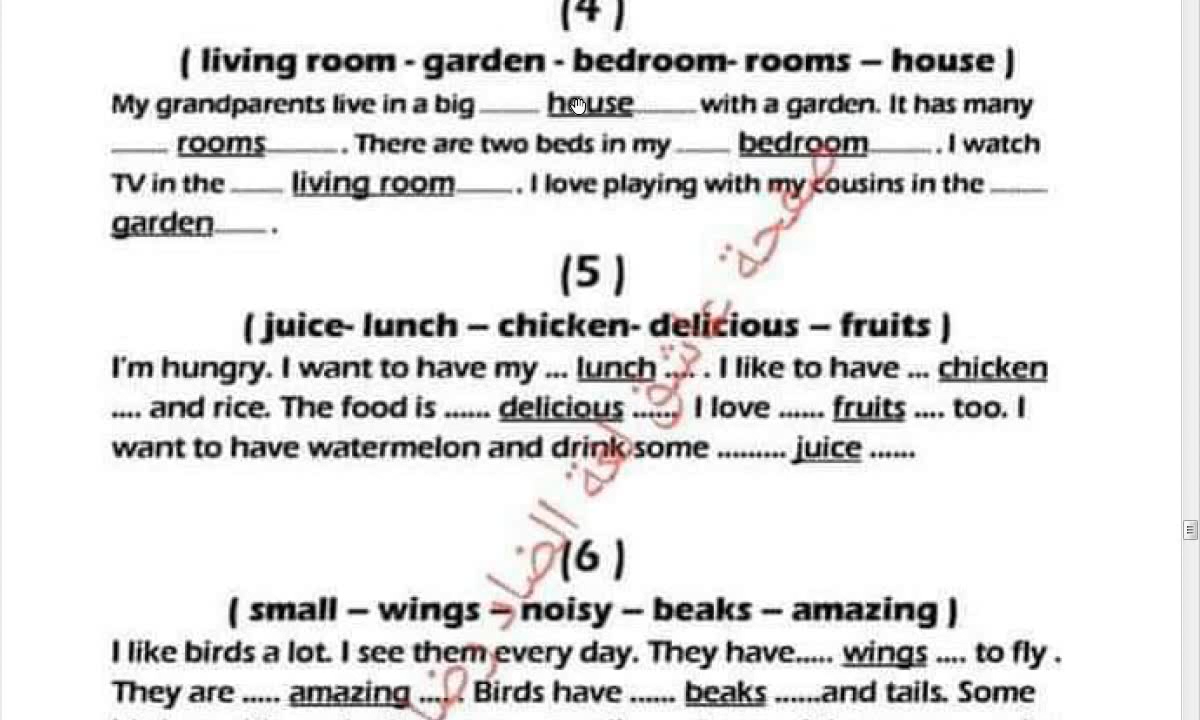 (4 )
( living room - garden - bedroom- rooms – house )
My grandparents live in a big ____ house ____ with a garden. It has many
____ rooms ____ . There are two beds in my ____ bedroom ____ . I watch
TV in the ____ living room ____ . I love playing with my cousins in the ____
garden ____ .
(5 )
( juice- lunch – chicken- delicious – fruits )
I'm hungry. I want to have my ... lunch .... . I like to have ... chicken
.... and rice. The food is ...... delicious ...... I love ...... fruits .... too. I
want to have watermelon and drink some ......... juice ......
(6 )
( small – wings – noisy – beaks – amazing )
I like birds a lot. I see them every day. They have..... wings .... to fly .
They are ..... amazing ..... . Birds have ...... beaks ......and tails. Some
صفحة عاشق لغة الضاد